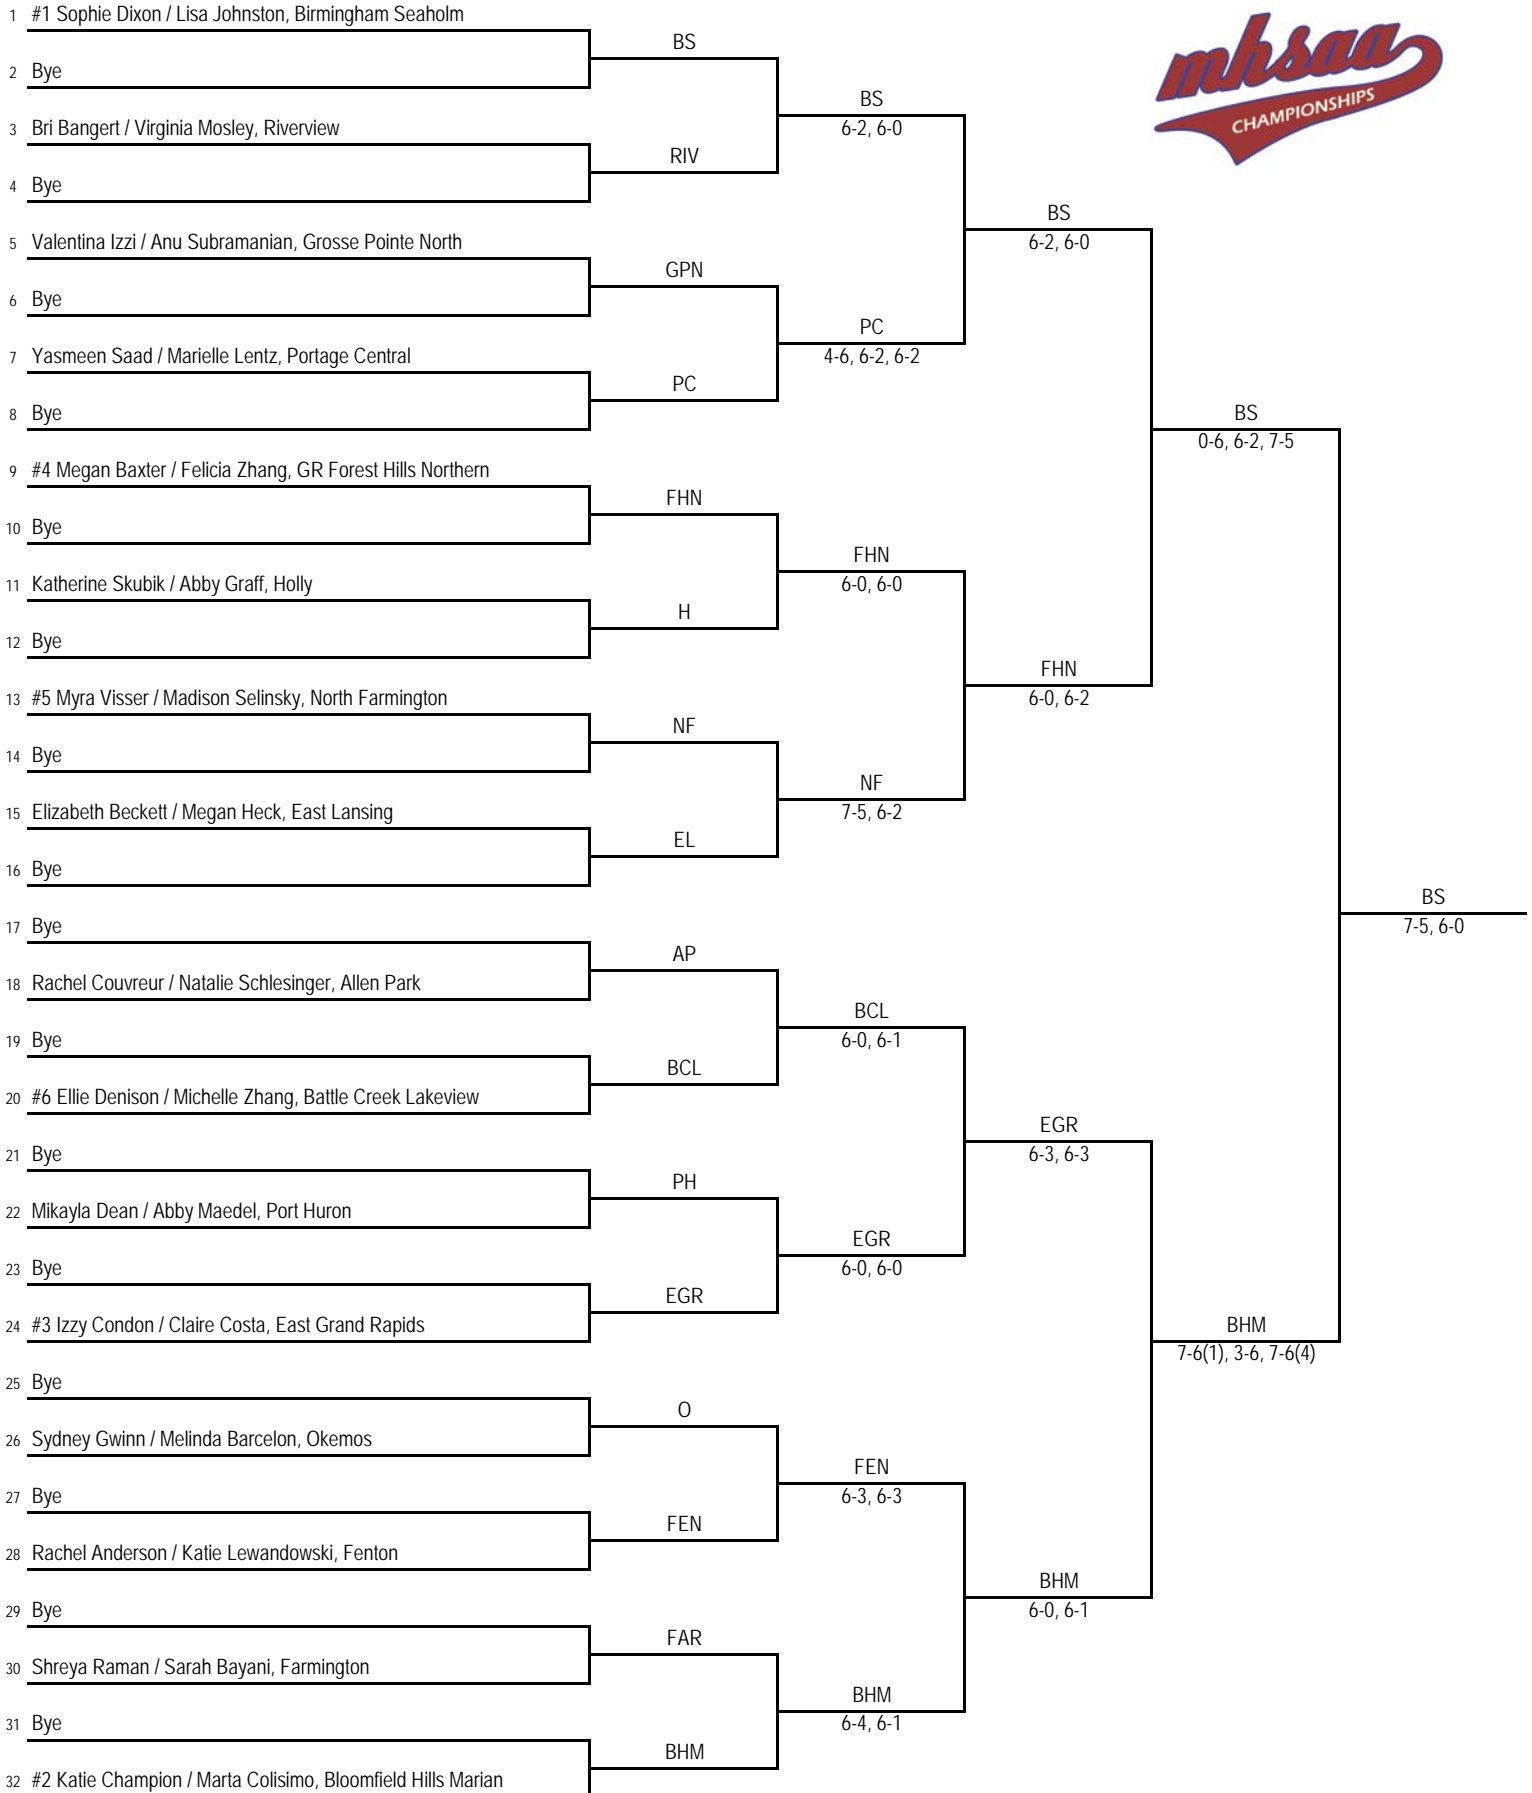 1 #1 Sophie Dixon / Lisa Johnston, Birmingham Seaholm
2 Bye
3 Bri Bangert / Virginia Mosley, Riverview
4 Bye
5 Valentina Izzi / Anu Subramanian, Grosse Pointe North
6 Bye
7 Yasmeen Saad / Marielle Lentz, Portage Central
8 Bye
9 #4 Megan Baxter / Felicia Zhang, GR Forest Hills Northern
10 Bye
11 Katherine Skubik / Abby Graff, Holly
12 Bye
13 #5 Myra Visser / Madison Selinsky, North Farmington
14 Bye
15 Elizabeth Beckett / Megan Heck, East Lansing
16 Bye
17 Bye
18 Rachel Couvreur / Natalie Schlesinger, Allen Park
19 Bye
20 #6 Ellie Denison / Michelle Zhang, Battle Creek Lakeview
21 Bye
22 Mikayla Dean / Abby Maedel, Port Huron
23 Bye
24 #3 Izzy Condon / Claire Costa, East Grand Rapids
25 Bye
26 Sydney Gwinn / Melinda Barcelon, Okemos
27 Bye
28 Rachel Anderson / Katie Lewandowski, Fenton
29 Bye
30 Shreya Raman / Sarah Bayani, Farmington
31 Bye
32 #2 Katie Champion / Marta Colisimo, Bloomfield Hills Marian
BS
RIV
GPN
PC
FHN
H
NF
EL
AP
BCL
PH
EGR
O
FEN
FAR
BHM
BS
6-2, 6-0
PC
4-6, 6-2, 6-2
FHN
6-0, 6-0
NF
7-5, 6-2
BCL
6-0, 6-1
EGR
6-0, 6-0
FEN
6-3, 6-3
BHM
6-4, 6-1
BS
6-2, 6-0
FHN
6-0, 6-2
EGR
6-3, 6-3
BHM
6-0, 6-1
BS
0-6, 6-2, 7-5
BHM
7-6(1), 3-6, 7-6(4)
BS
7-5, 6-0
mhsaa
CHAMPIONSHIPS